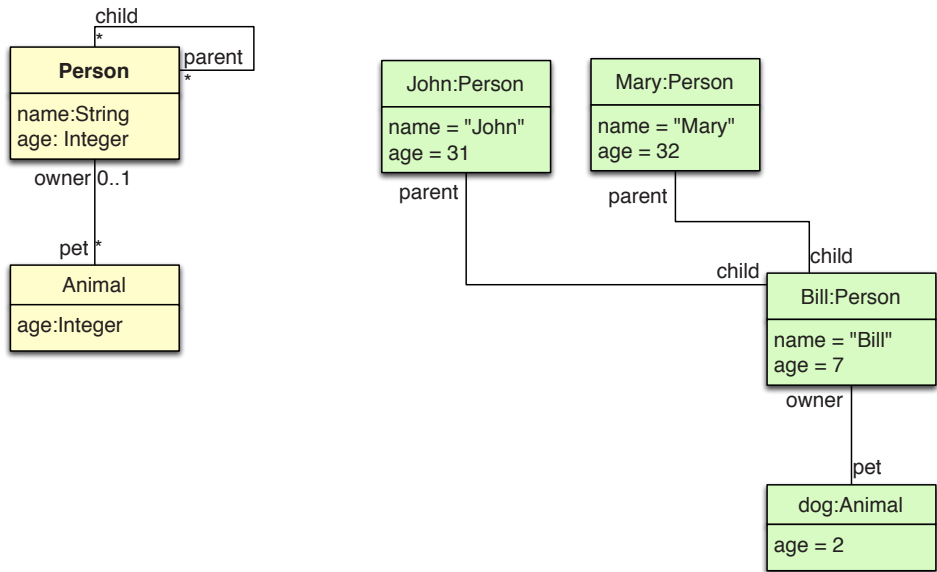 child
*
Person
parent
*
name:String
age: Integer
owner 0..1
pet *
Animal
age:Integer
John:Person
name = "John"
age = 31
parent
Mary:Person
name = "Mary"
age = 32
parent
child
child
Bill:Person
name = "Bill"
age = 7
owner
pet
dog:Animal
age = 2